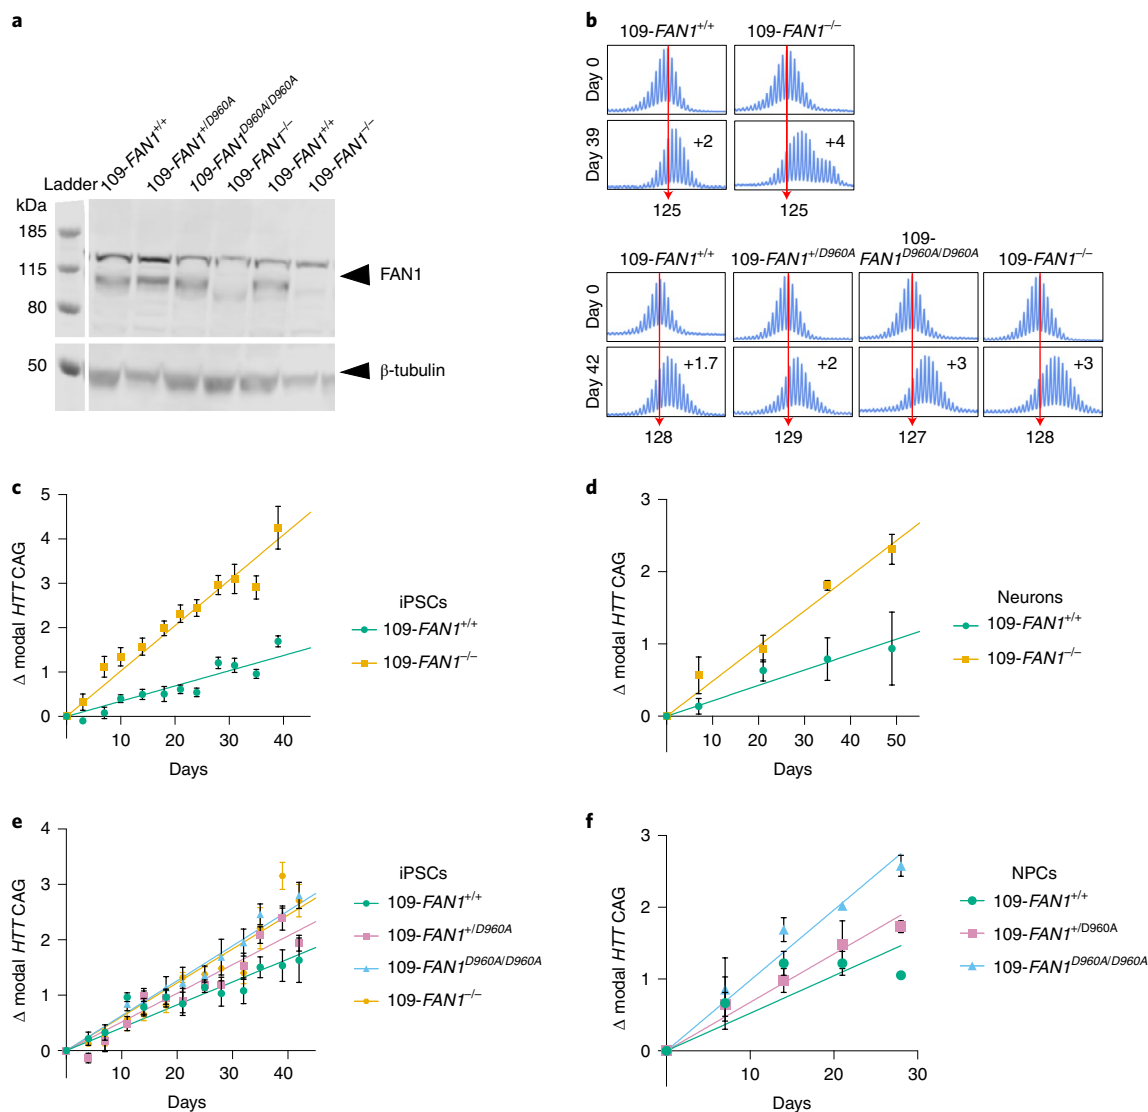 a
109-FAN1+/+
109-FAN1+/D960A
109-FAN1D960A/D960A
109-FAN1–/–
109-FAN1+/+
109-FAN1–/–
Ladder
kDa
185
115
80
50
FAN1
β-tubulin
b
109-FAN1+/+
109-FAN1–/–
Day 0
Day 39
+2
+4
125
125
109-FAN1+/+
109-FAN1+/D960A
109-
FAN1D960A/D960A
109-FAN1–/–
Day 0
Day 42
+1.7
+2
+3
+3
128
129
127
128
c
Δ modal HTT CAG
5
4
3
2
1
0
10
20
30
40
Days
iPSCs
109-FAN1+/+
109-FAN1–/–
d
Δ modal HTT CAG
3
2
1
0
10
20
30
40
50
Days
Neurons
109-FAN1+/+
109-FAN1–/–
e
Δ modal HTT CAG
4
3
2
1
0
10
20
30
40
Days
iPSCs
109-FAN1+/+
109-FAN1+/D960A
109-FAN1D960A/D960A
109-FAN1–/–
f
Δ modal HTT CAG
3
2
1
0
10
20
30
Days
NPCs
109-FAN1+/+
109-FAN1+/D960A
109-FAN1D960A/D960A